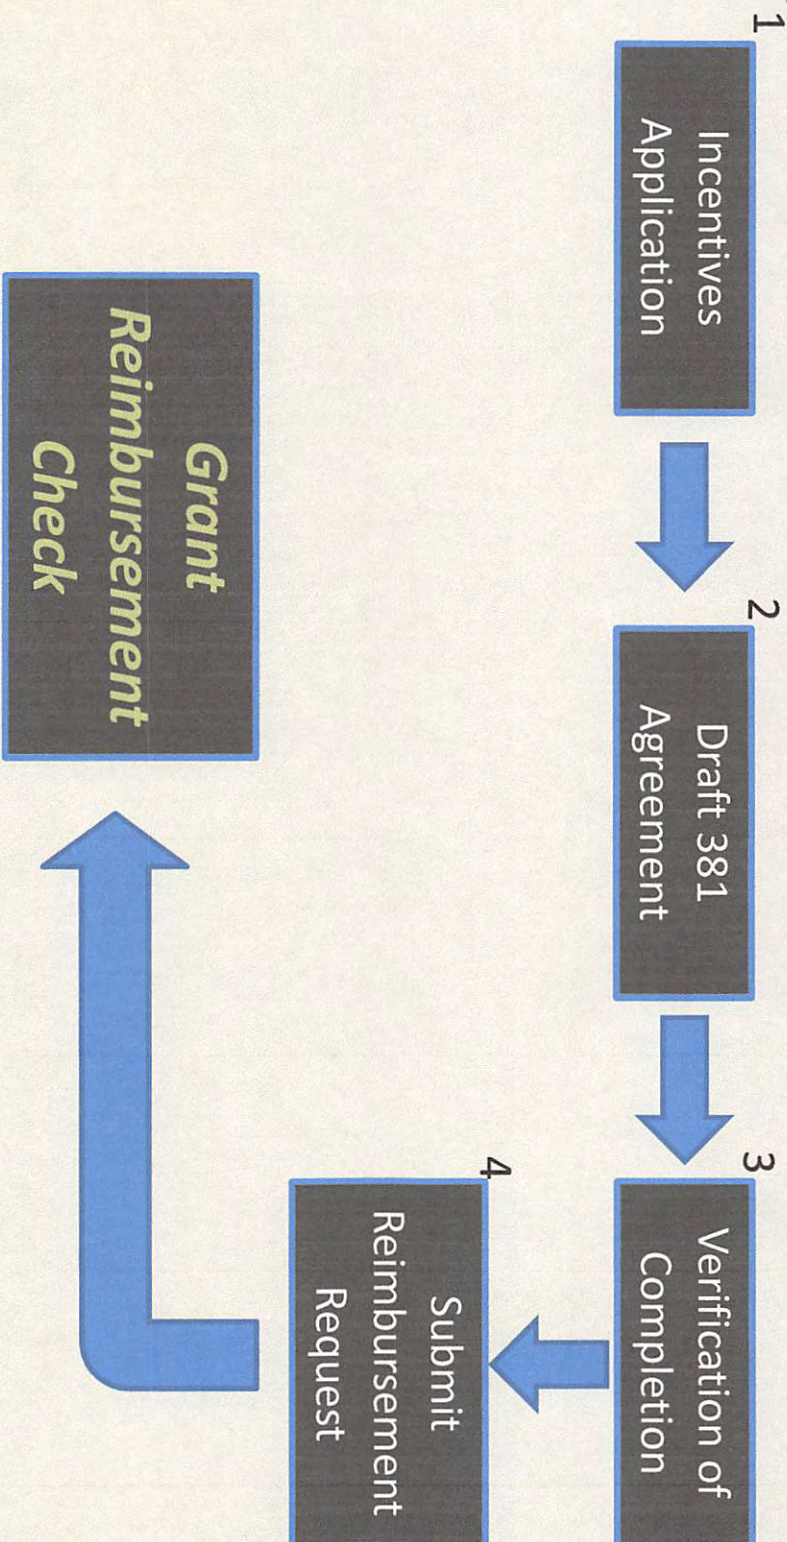 1
Incentives
Application
2
Draft 381
Agreement
3
Verification of
Completion
4
Submit
Reimbursement
Request
Grant
Reimbursement
Check